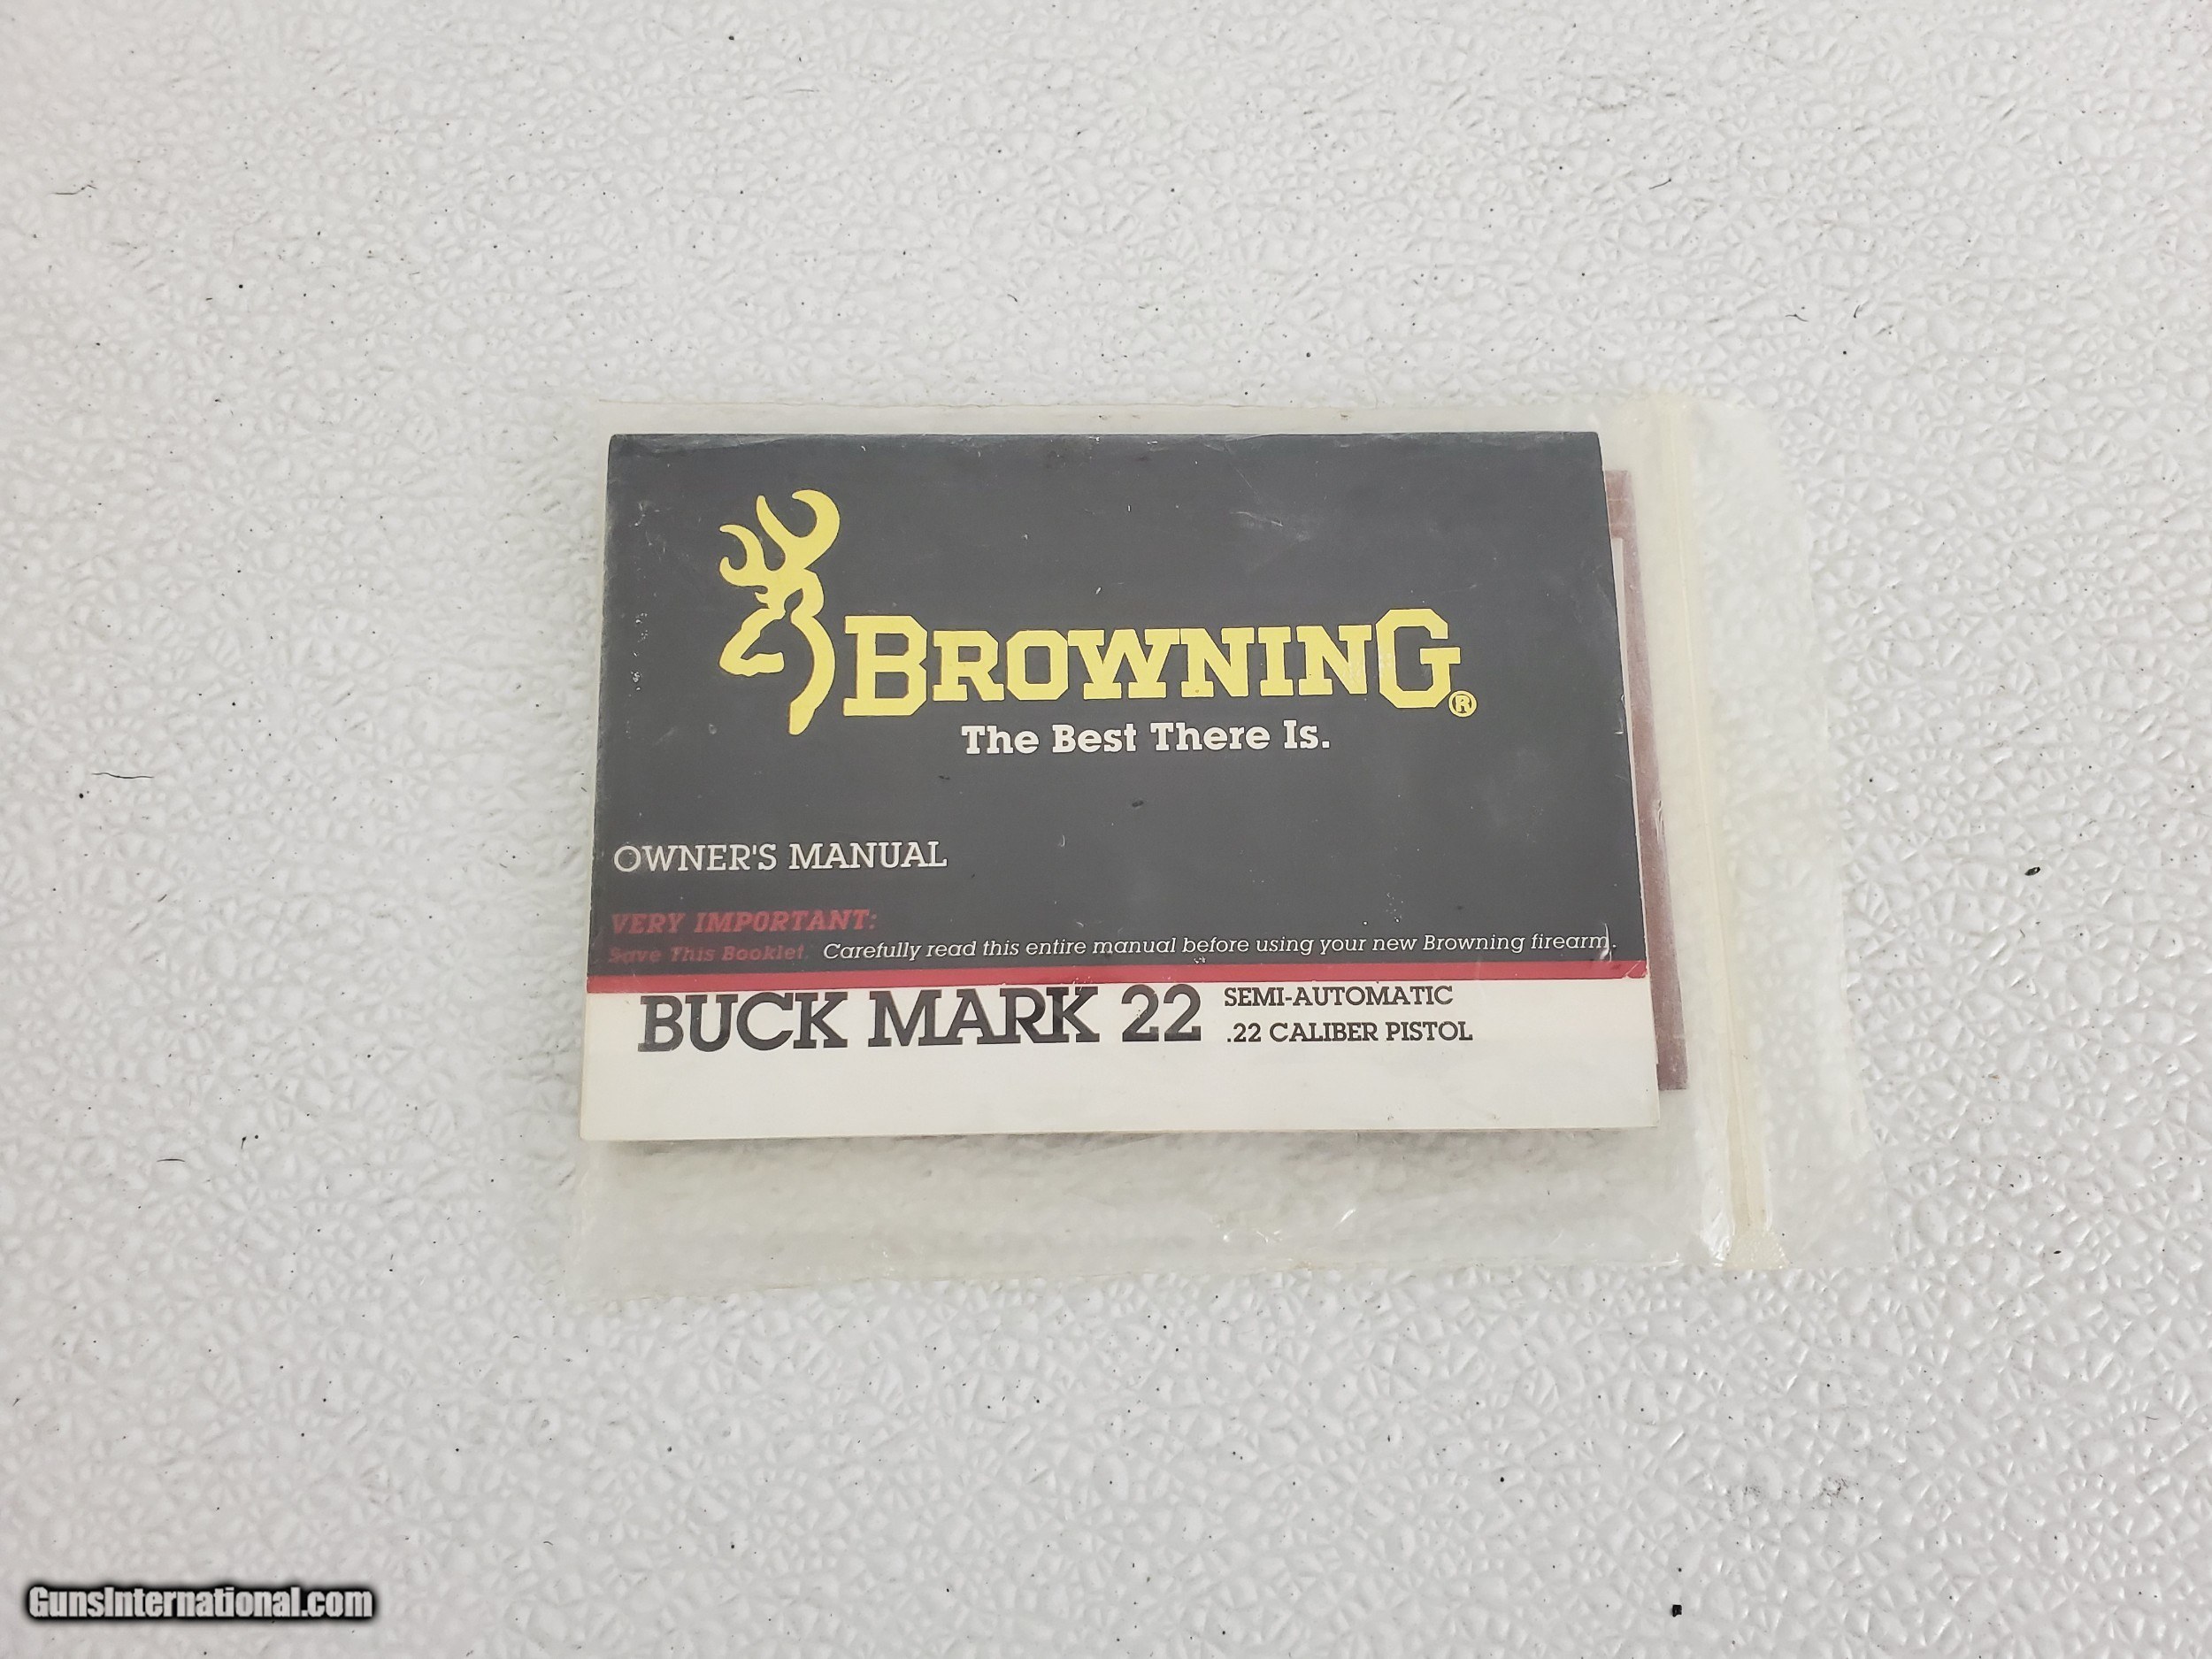 BROWNING®
The Best There Is.
OWNER'S MANUAL
VERY IMPORTANT:
Save This Booklet. Carefully read this entire manual before using your new Browning firearm.
BUCK MARK 22 SEMI-AUTOMATIC
.22 CALIBER PISTOL
GunsInternational.com